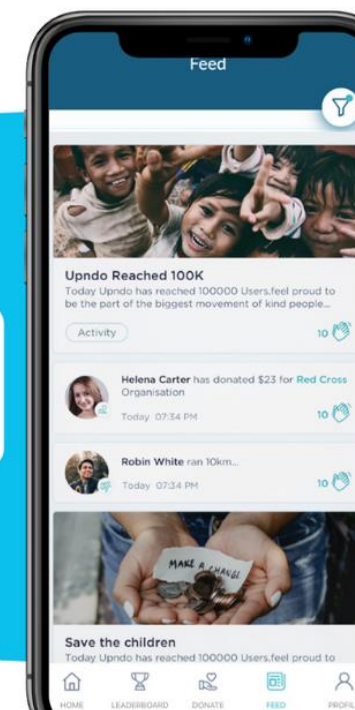 Feed
Upndo Reached 100K
Today Upndo has reached 100000 Users.feel proud to
be the part of the biggest movement of kind people...
Activity
10
Helena Carter has donated $23 for Red Cross
Organisation
Today 07:34 PM
10
Robin White ran 10km...
Today 07:34 PM
10
MAKE A CHANGE
Save the children
Today Upndo has reached 100000 Users.feel proud to
HOME
LEADERBOARD
DONATE
FEED